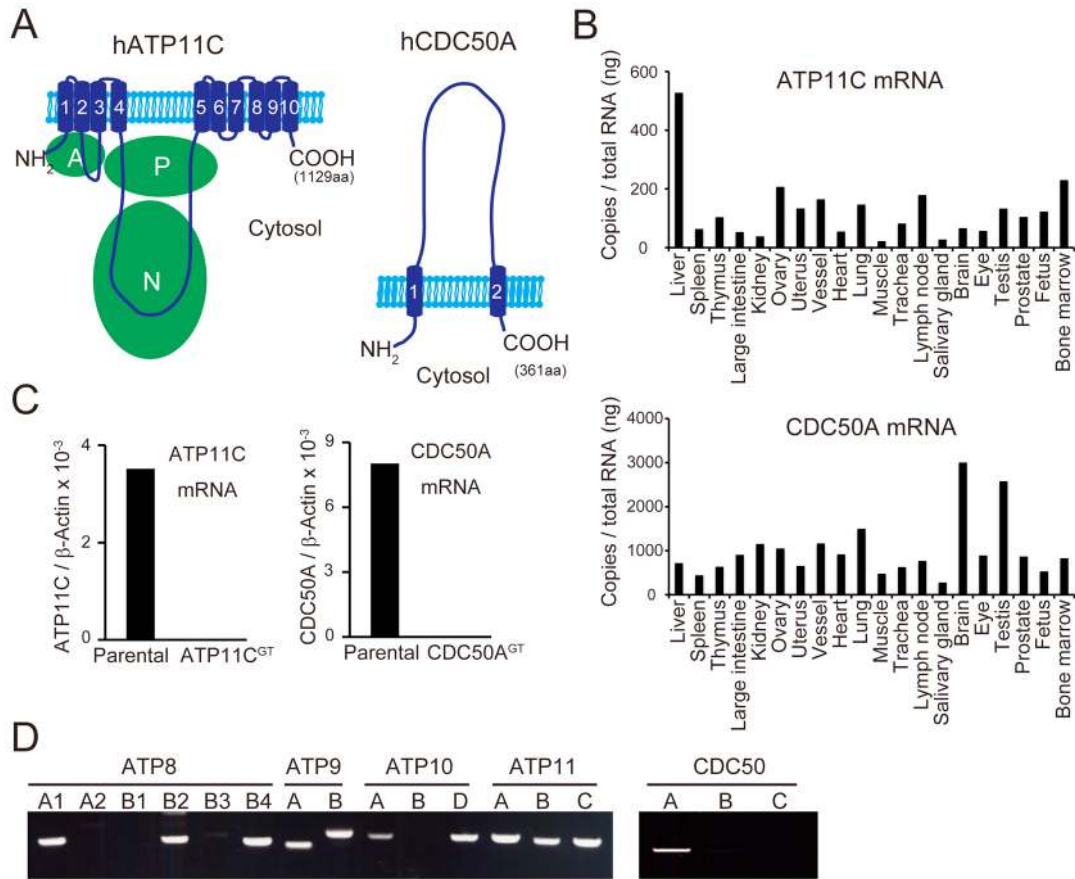 A
hATP11C
1 2 3 4 5 6 7 8 9 10
NH2
A
P
N
COOH
(1129aa)
Cytosol
hCDC50A
1 2
NH2
COOH
(361aa)
Cytosol
B
ATP11C mRNA
Copies / total RNA (ng)
600
400
200
0
Liver
Spleen
Thymus
Large intestine
Kidney
Ovary
Uterus
Vessel
Heart
Lung
Muscle
Trachea
Lymph node
Salivary gland
Brain
Eye
Testis
Prostate
Fetus
Bone marrow
CDC50A mRNA
Copies / total RNA (ng)
4000
3000
2000
1000
0
Liver
Spleen
Thymus
Large intestine
Kidney
Ovary
Uterus
Vessel
Heart
Lung
Muscle
Trachea
Lymph node
Salivary gland
Brain
Eye
Testis
Prostate
Fetus
Bone marrow
C
ATP11C / β-Actin x 10⁻³
4
2
0
ATP11C
mRNA
Parental ATP11Cᴳᵀ
CDC50A / β-Actin x 10⁻³
9
6
3
0
CDC50A
mRNA
Parental CDC50Aᴳᵀ
D
ATP8 ATP9 ATP10 ATP11 CDC50
A1 A2 B1 B2 B3 B4 A B A B D A B C A B C